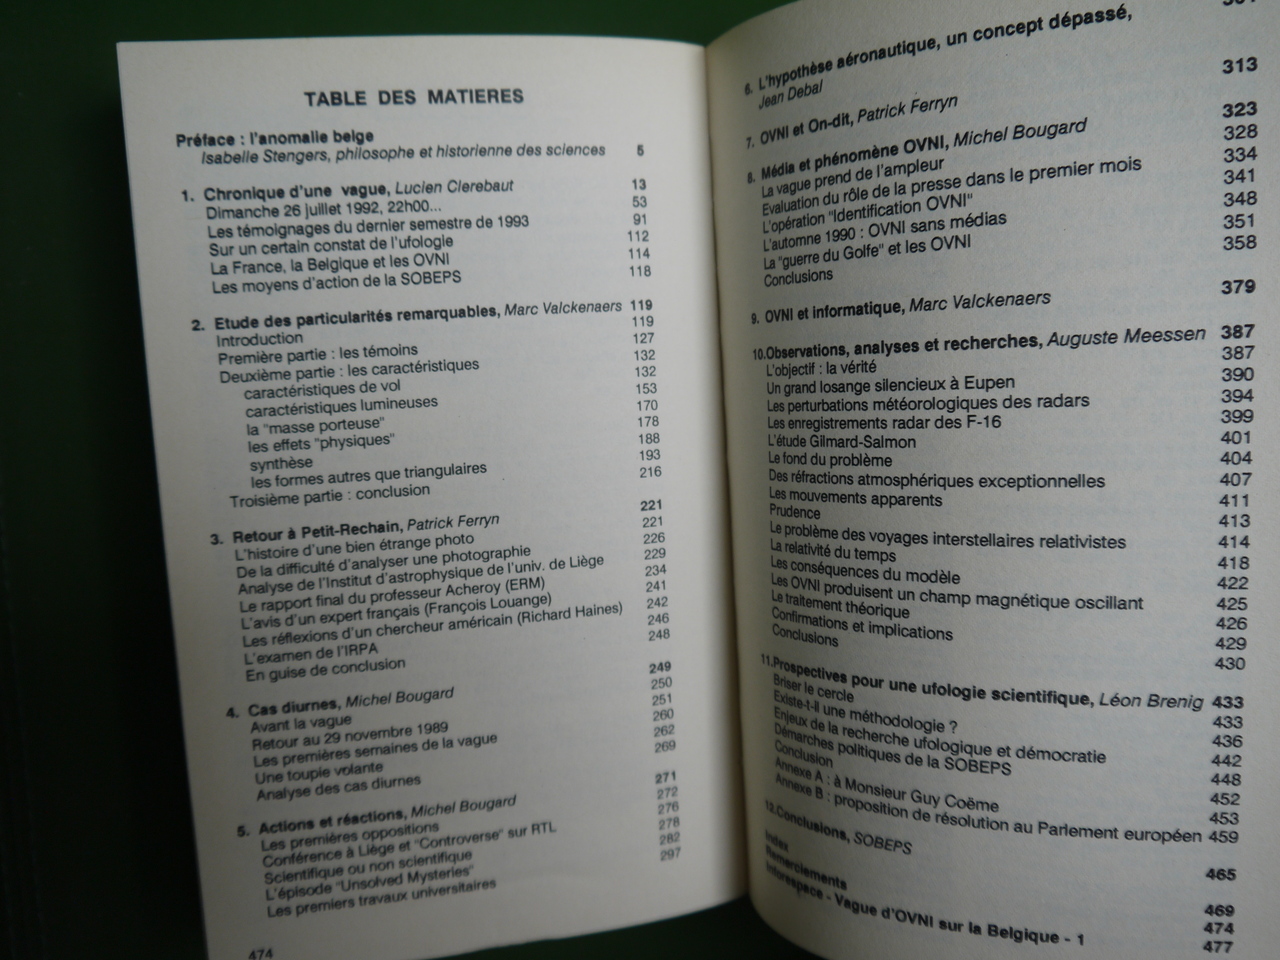 TABLE DES MATIERES
Préface : l'anomalie belge
Isabelle Stengers, philosophe et historienne des sciences 5
1. Chronique d'une vague, Lucien Clerebaut 13
Dimanche 26 juillet 1992, 22h00... 53
Les témoignages du dernier semestre de 1993 91
Sur un certain constat de l'ufologie 112
La France, la Belgique et les OVNI 114
Les moyens d'action de la SOBEPS 118
2. Etude des particularités remarquables, Marc Valckenaers 119
Introduction 119
Première partie : les témoins 127
Deuxième partie : les caractéristiques 132
caractéristiques de vol 132
caractéristiques lumineuses 153
la "masse porteuse" 170
les effets "physiques" 178
synthèse 188
les formes autres que triangulaires 193
Troisième partie : conclusion 216
3. Retour à Petit-Rechain, Patrick Ferryn 221
L'histoire d'une bien étrange photo 221
De la difficulté d'analyser une photographie 226
Analyse de l'Institut d'astrophysique de l'univ. de Liège 229
Le rapport final du professeur Acheroy (ERM) 234
L'avis d'un expert français (François Louange) 241
Les réflexions d'un chercheur américain (Richard Haines) 242
L'examen de l'IRPA 246
En guise de conclusion 248
4. Cas diurnes, Michel Bougard 249
Avant la vague 250
Retour au 29 novembre 1989 251
Les premières semaines de la vague 260
Une toupie volante 262
Analyse des cas diurnes 269
5. Actions et réactions, Michel Bougard 271
Les premières oppositions 272
Conférence à Liège et "Controverse" sur RTL 276
Scientifique ou non scientifique 278
L'épisode "Unsolved Mysteries" 282
Les premiers travaux universitaires 297
474
6. L'hypothèse aéronautique, un concept dépassé,
Jean Debal
7. OVNI et On-dit, Patrick Ferryn 313
8. Média et phénomène OVNI, Michel Bougard 323
La vague prend de l'ampleur 328
Evaluation du rôle de la presse dans le premier mois 334
L'opération "Identification OVNI" 341
L'automne 1990 : OVNI sans médias 348
La "guerre du Golfe" et les OVNI 351
Conclusions 358
9. OVNI et informatique, Marc Valckenaers 379
10.Observations, analyses et recherches, Auguste Meessen 387
L'objectif : la vérité 387
Un grand losange silencieux à Eupen 390
Les perturbations météorologiques des radars 394
Les enregistrements radar des F-16 399
L'étude Gilmard-Salmon 401
Le fond du problème 404
Des réfractions atmosphériques exceptionnelles 407
Les mouvements apparents 411
Prudence 413
Le problème des voyages interstellaires relativistes 414
La relativité du temps 418
Les conséquences du modèle 422
Les OVNI produisent un champ magnétique oscillant 425
Le traitement théorique 426
Confirmations et implications 429
Conclusions 430
11.Prospectives pour une ufologie scientifique, Léon Brenig 433
Briser le cercle 433
Existe-t-il une méthodologie ? 436
Enjeux de la recherche ufologique et démocratie 442
Démarches politiques de la SOBEPS 448
Conclusion 452
Annexe A : à Monsieur Guy Coëme 453
Annexe B : proposition de résolution au Parlement européen 459
12.Conclusions, SOBEPS 465
Index 469
Remerciements 474
Inforespace - Vague d'OVNI sur la Belgique - 1 477